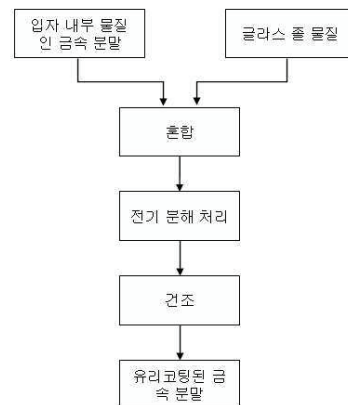 입자 내부 물질
인 금속 분말
글라스 졸 물질
혼합
전기 분해 처리
건조
유리코팅된 금
속 분말